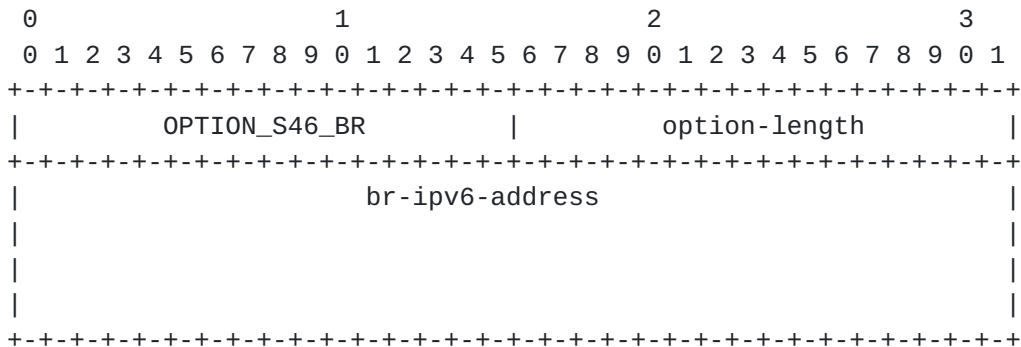 0                   1                   2                   3
 0 1 2 3 4 5 6 7 8 9 0 1 2 3 4 5 6 7 8 9 0 1 2 3 4 5 6 7 8 9 0 1
+-+-+-+-+-+-+-+-+-+-+-+-+-+-+-+-+-+-+-+-+-+-+-+-+-+-+-+-+-+-+-+-+
|         OPTION_S46_BR         |         option-length         |
+-+-+-+-+-+-+-+-+-+-+-+-+-+-+-+-+-+-+-+-+-+-+-+-+-+-+-+-+-+-+-+-+
|                      br-ipv6-address                          |
|                                                               |
|                                                               |
|                                                               |
+-+-+-+-+-+-+-+-+-+-+-+-+-+-+-+-+-+-+-+-+-+-+-+-+-+-+-+-+-+-+-+-+